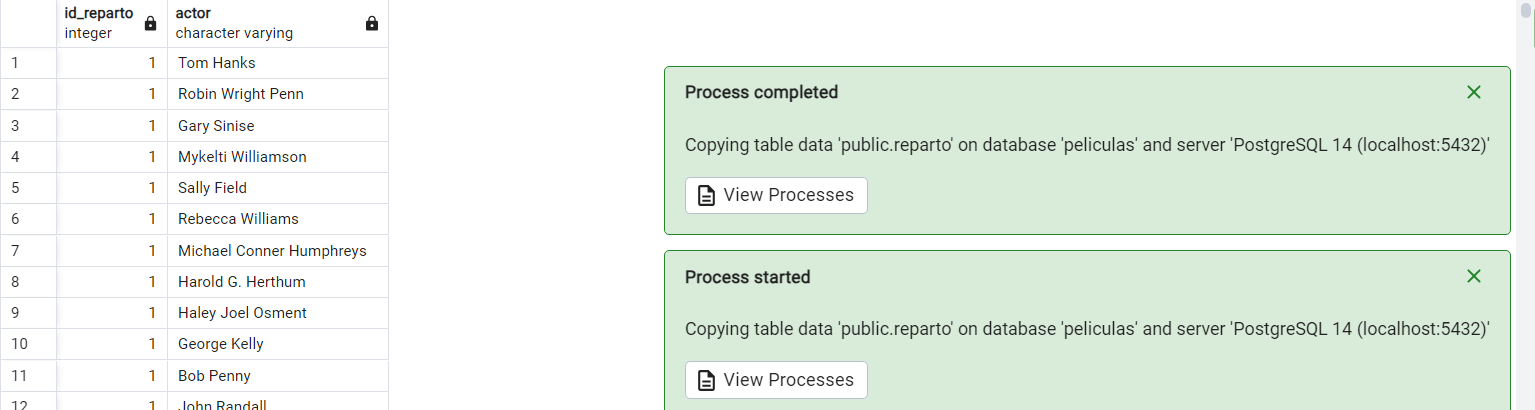 id_reparto actor
integer character varying
1 1 Tom Hanks
2 1 Robin Wright Penn
3 1 Gary Sinise
4 1 Mykelti Williamson
5 1 Sally Field
6 1 Rebecca Williams
7 1 Michael Conner Humphreys
8 1 Harold G. Herthum
9 1 Haley Joel Osment
10 1 George Kelly
11 1 Bob Penny
12 1 John Randall
Process completed
Copying table data 'public.reparto' on database 'peliculas' and server 'PostgreSQL 14 (localhost:5432)'
View Processes
Process started
Copying table data 'public.reparto' on database 'peliculas' and server 'PostgreSQL 14 (localhost:5432)'
View Processes